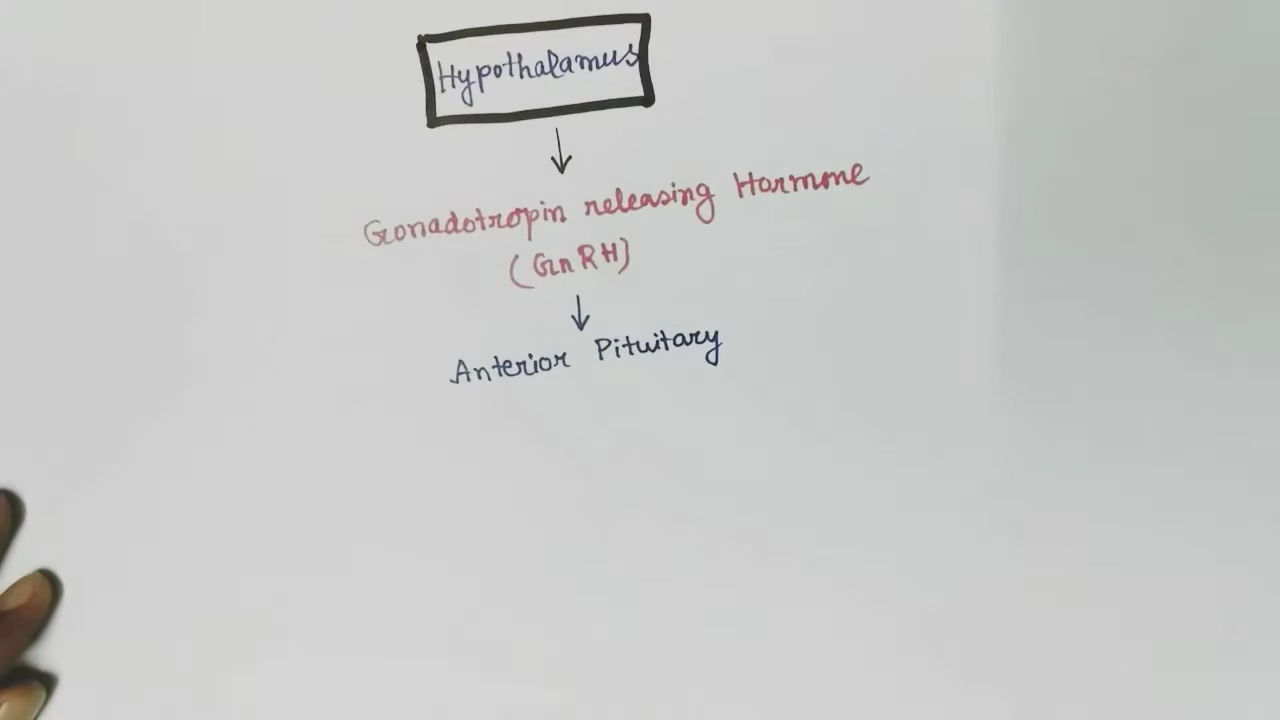 Hypothalamus
Gonadotropin releasing Hormone
(GnRH)
Anterior Pituitary